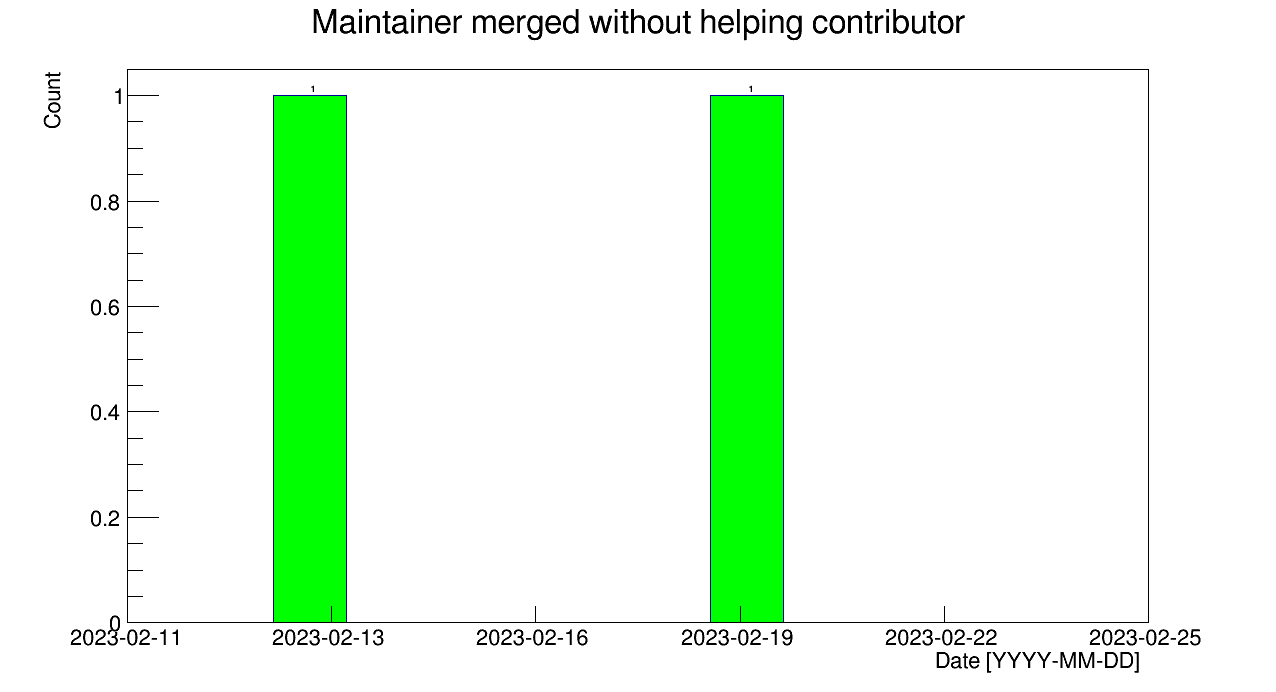 Maintainer merged without helping contributor
Count
1
1
1
0.8
0.6
0.4
0.2
0
2023-02-11 2023-02-13 2023-02-16 2023-02-19 2023-02-22 2023-02-25
Date [YYYY-MM-DD]